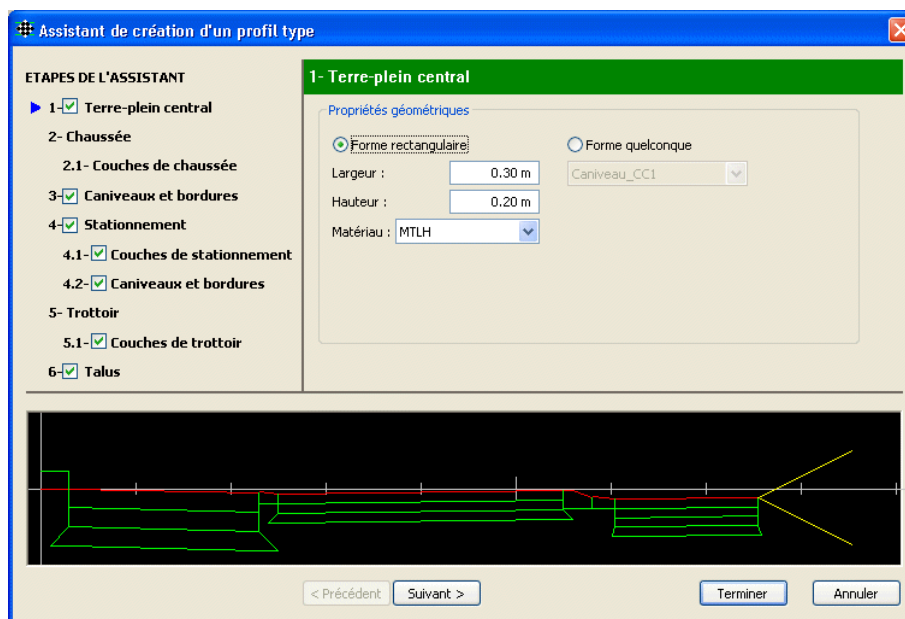 Assistant de création d'un profil type
ETAPES DE L'ASSISTANT
1- Terre-plein central
2- Chaussée
2.1- Couches de chaussée
3- Caniveaux et bordures
4- Stationnement
4.1- Couches de stationnement
4.2- Caniveaux et bordures
5- Trottoir
5.1- Couches de trottoir
6- Talus
1- Terre-plein central
Propriétés géométriques
Forme rectangulaire
Forme quelconque
Largeur :
0.30 m
Caniveau_CC1
Hauteur :
0.20 m
Matériau :
MTLH
< Précédent
Suivant >
Terminer
Annuler